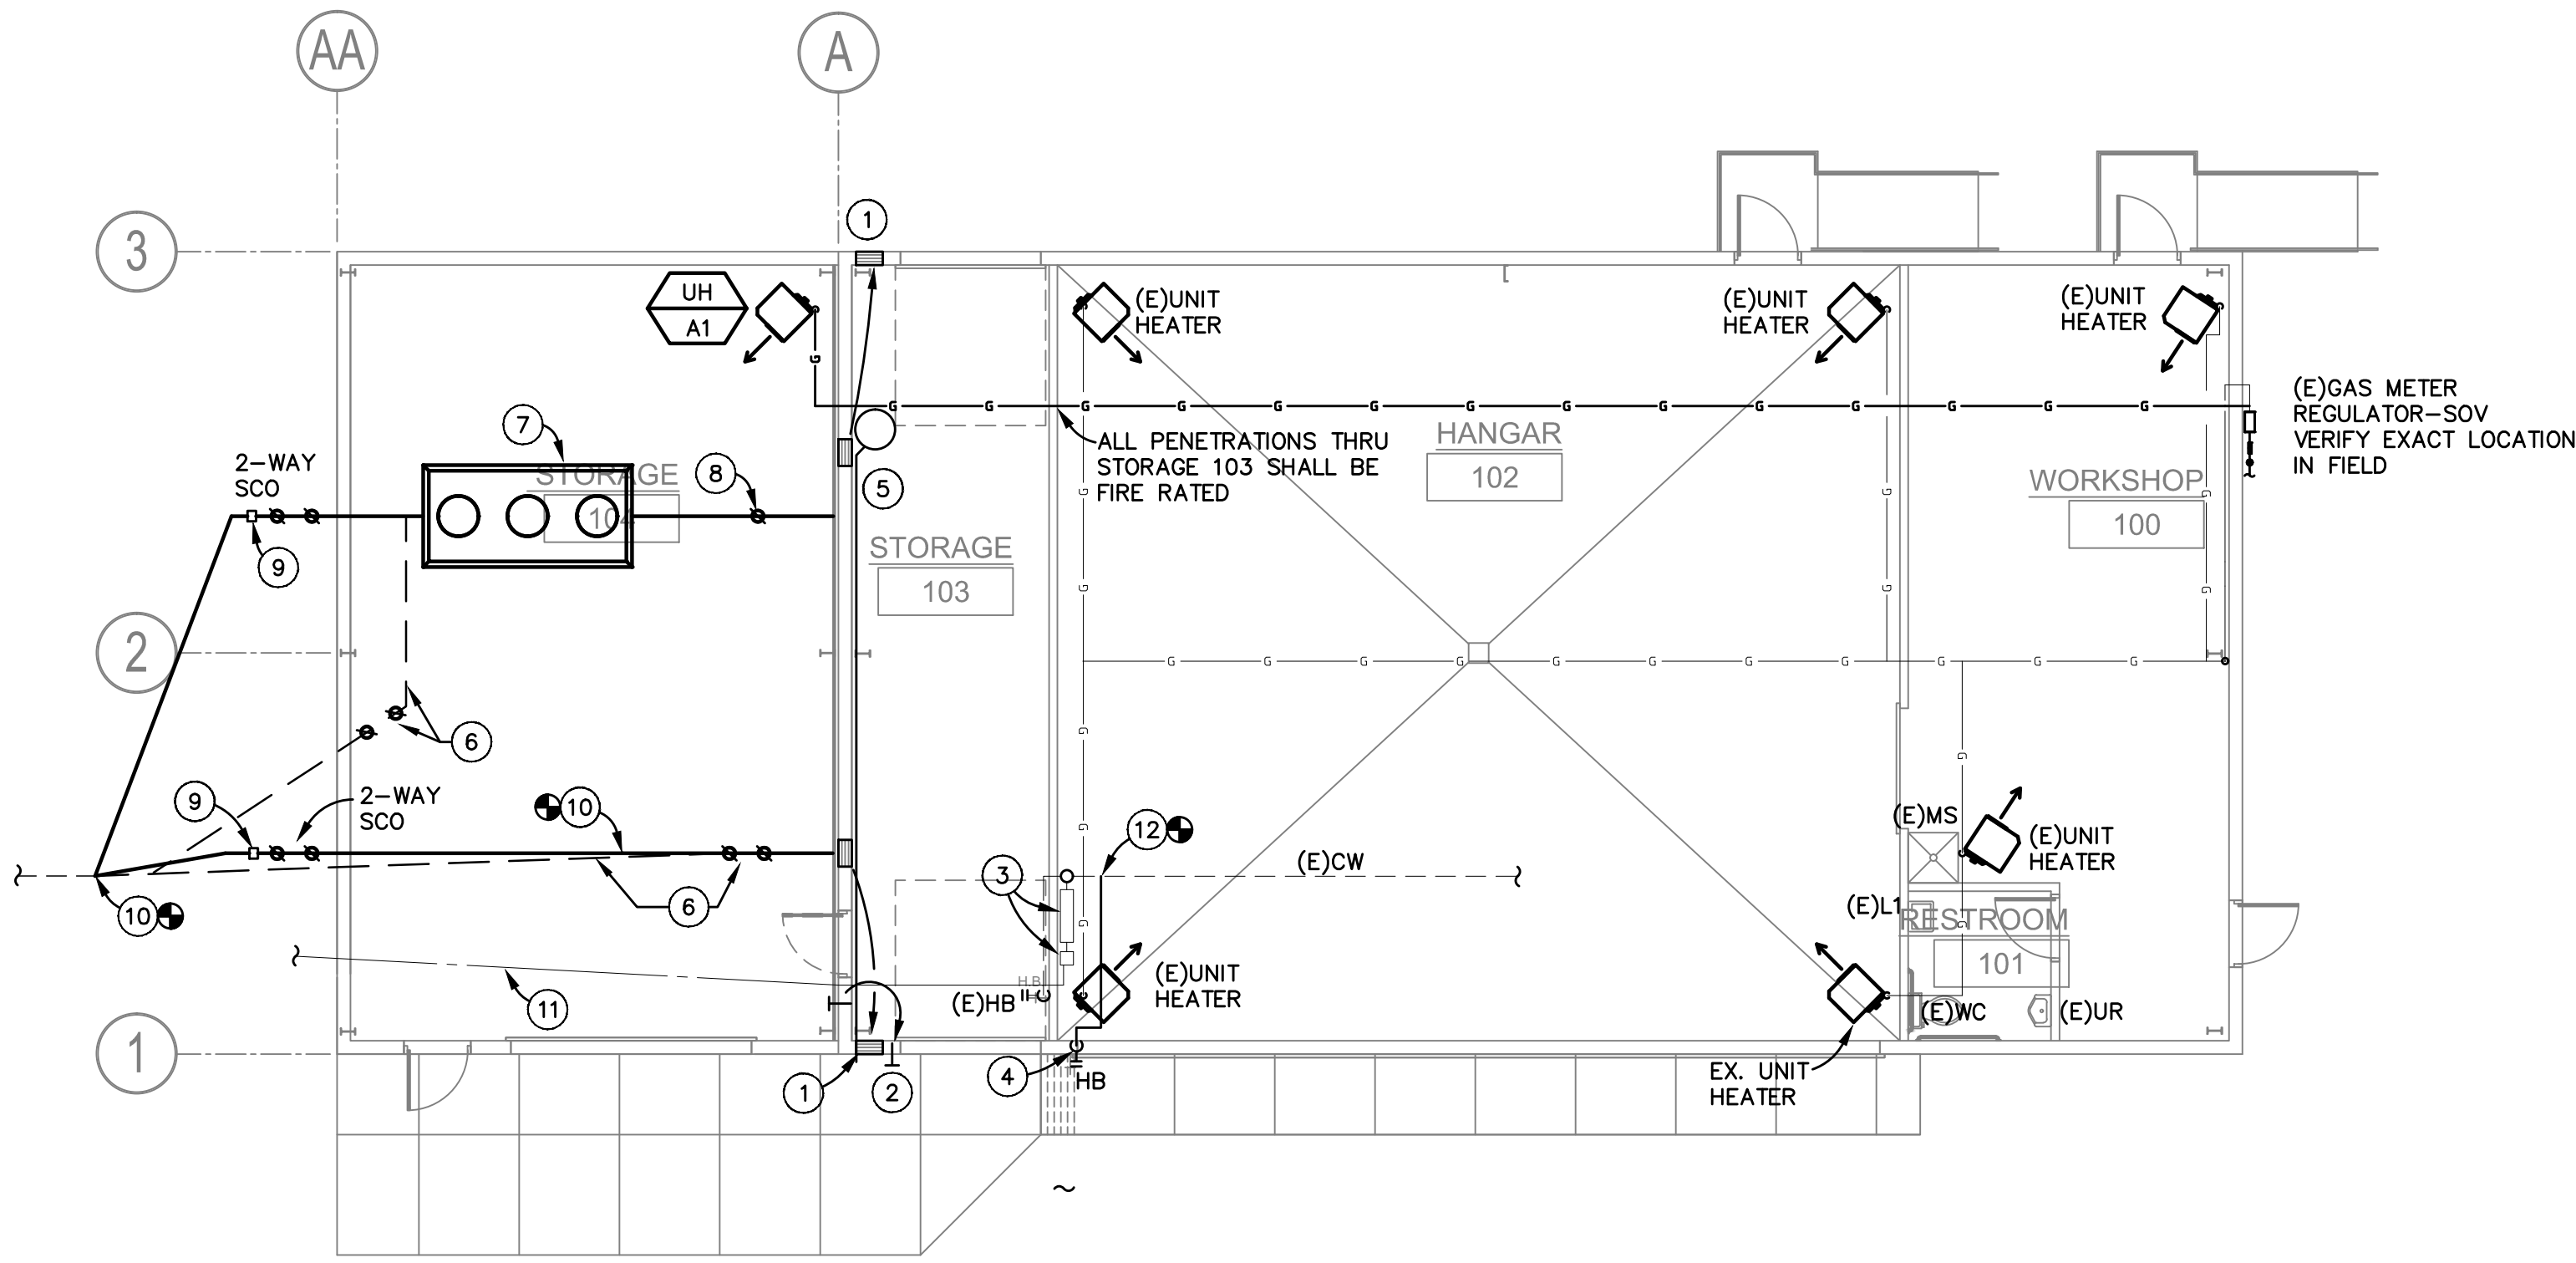 AA
A
3
1
UH
A1
(E)UNIT
HEATER
(E)UNIT
HEATER
(E)UNIT
HEATER
G
G G G G G G G G G G G G G G
(E)GAS METER
REGULATOR-SOV
VERIFY EXACT LOCATION
IN FIELD
ALL PENETRATIONS THRU
STORAGE 103 SHALL BE
FIRE RATED
HANGAR
102
7
2-WAY
SCO
STORAGE
104
8
5
WORKSHOP
100
G
G
G
9
STORAGE
103
G
G
G
2
G G G G G G G G G G G
6
G
G
9
2-WAY
SCO
10
12
G
(E)MS
(E)UNIT
HEATER
(E)CW
3
10
6
(E)L1
RESTROOM
101
G
G
11
H.B
(E)HB
(E)UNIT
HEATER
(E)WC
(E)UR
1
1
2
4
HB
EX. UNIT
HEATER